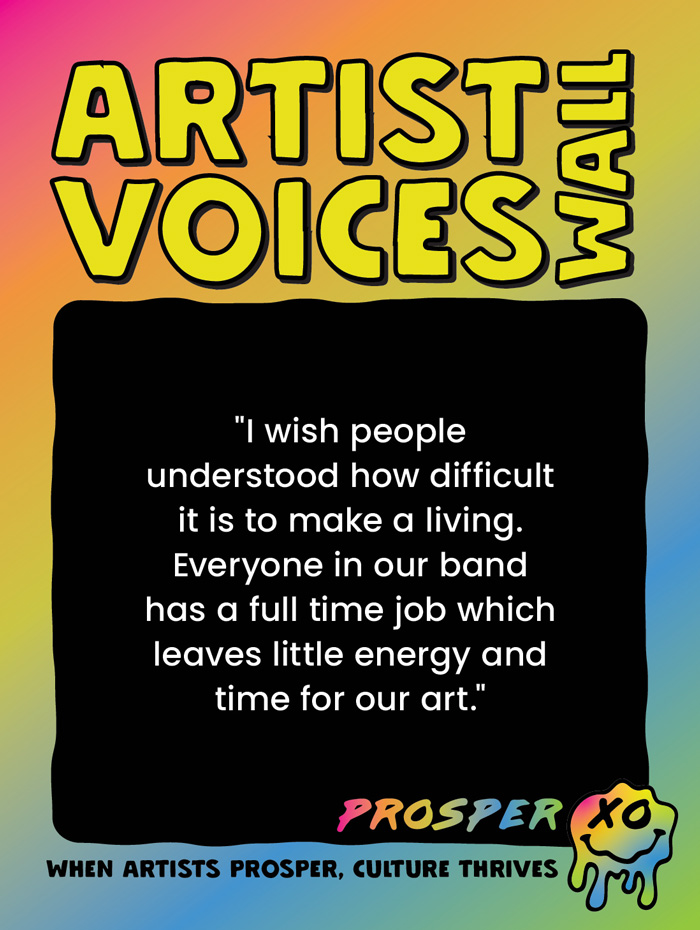 ARTIST
VOICES
WALL
"I wish people
understood how difficult
it is to make a living.
Everyone in our band
has a full time job which
leaves little energy and
time for our art."
PROSPER XO
WHEN ARTISTS PROSPER, CULTURE THRIVES